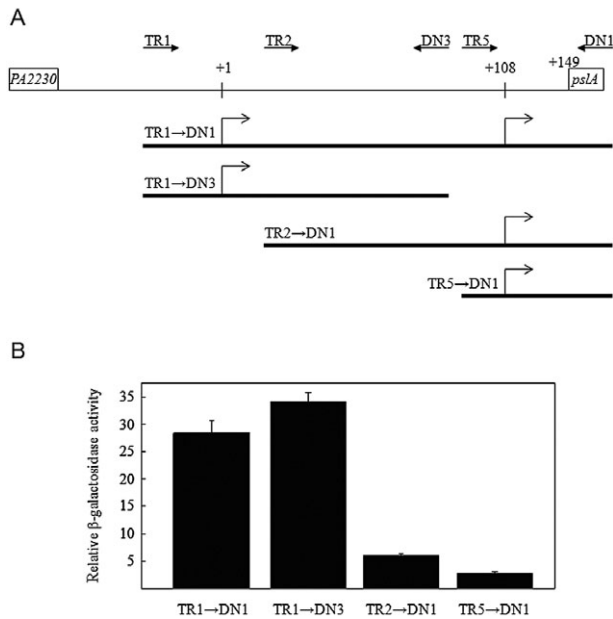 A
TR1 TR2 DN3 TR5 DN1
PA2230 +1 +108 +149 pslA
TR1→DN1
TR1→DN3
TR2→DN1
TR5→DN1
B
Relative β-galactosidase activity
35
30
25
20
15
10
5
TR1→DN1 TR1→DN3 TR2→DN1 TR5→DN1